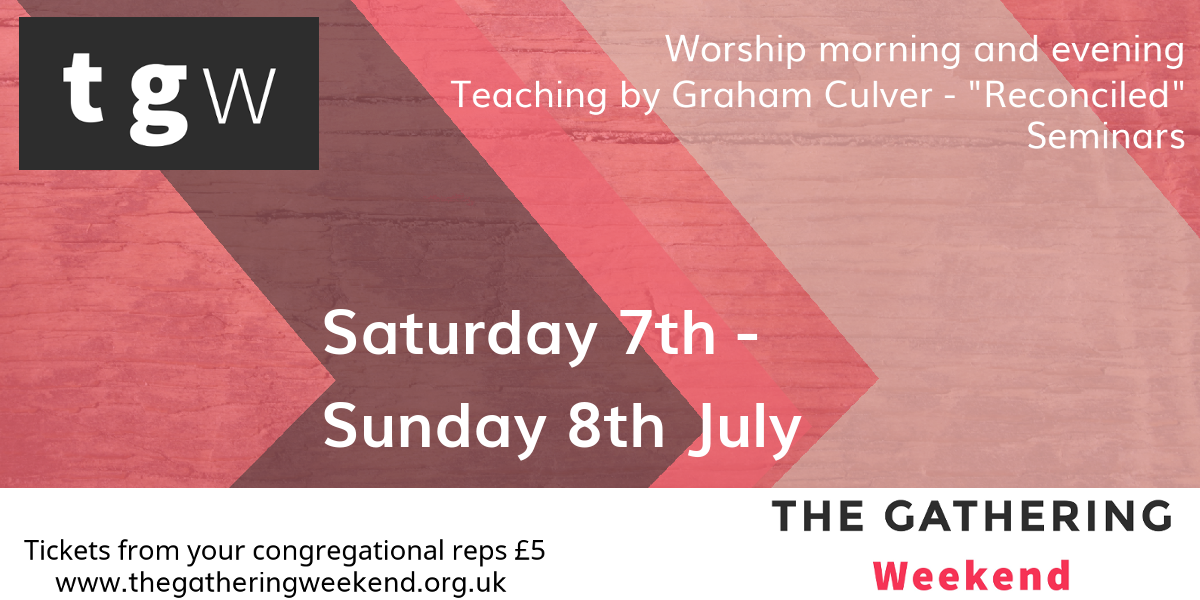 tgw
Worship morning and evening
Teaching by Graham Culver - "Reconciled"
Seminars
Saturday 7th -
Sunday 8th July
Tickets from your congregational reps £5
www.thegatheringweekend.org.uk
THE GATHERING
Weekend